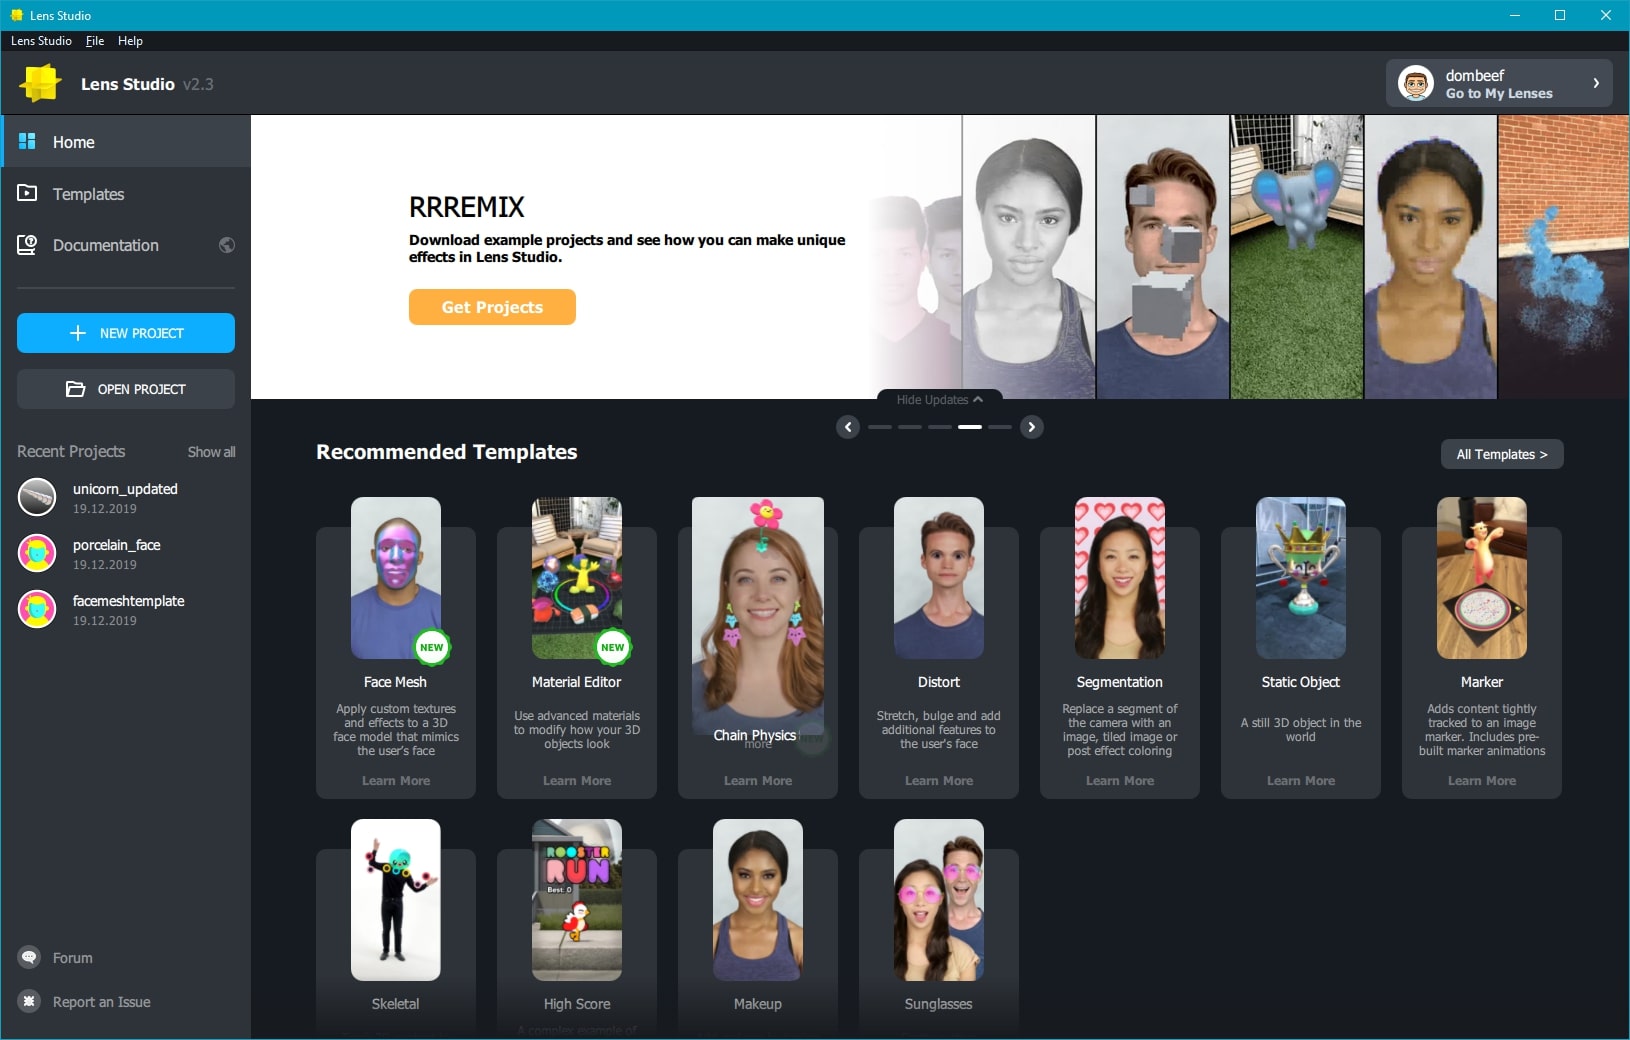 Lens Studio
Lens Studio File Help
Lens Studio v2.3
dombeef
Go to My Lenses
Home
Templates
Documentation
NEW PROJECT
OPEN PROJECT
Recent Projects Show all
unicorn_updated
19.12.2019
porcelain_face
19.12.2019
facemeshtemplate
19.12.2019
Forum
Report an Issue
RRREMIX
Download example projects and see how you can make unique
effects in Lens Studio.
Get Projects
Hide Updates
Recommended Templates
All Templates >
NEW
Face Mesh
Apply custom textures
and effects to a 3D
face model that mimics
the user's face
Learn More
NEW
Material Editor
Use advanced materials
to modify how your 3D
objects look
Learn More
Chain Physics
NEW
more
Learn More
Distort
Stretch, bulge and add
additional features to
the user's face
Learn More
Segmentation
Replace a segment of
the camera with an
image, tiled image or
post effect coloring
Learn More
Static Object
A still 3D object in the
world
Learn More
Marker
Adds content tightly
tracked to an image
marker. Includes pre-
built marker animations
Learn More
Skeletal
ROOSTER
RUN
Best: 0
High Score
A complex example of
Makeup
Sunglasses